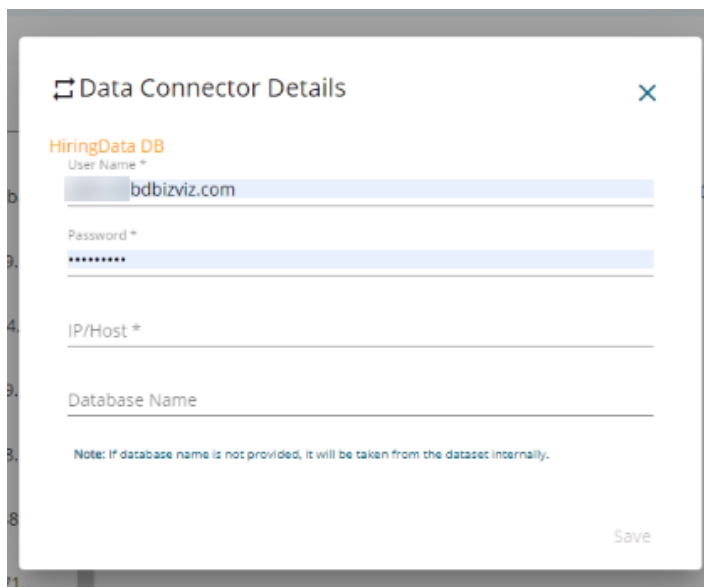 Data Connector Details
HiringData DB
User Name *
bdbizviz.com
Password *
•••••••••
IP/Host *
Database Name
Note: If database name is not provided, it will be taken from the dataset internally.
Save